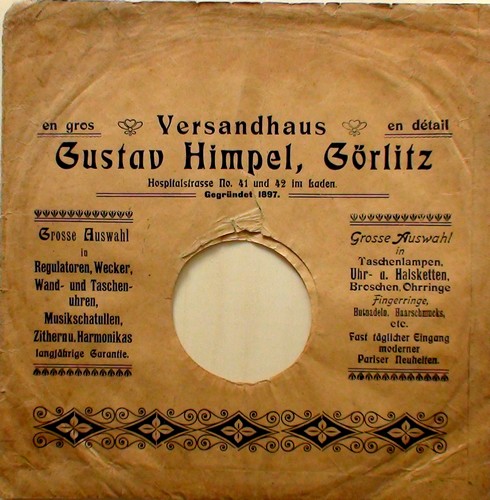 en gros Versandhaus en détail
Gustav Himpel, Görlitz
Hospitalstrasse No. 41 und 42 im Laden.
Gegründet 1897.
Grosse Auswahl
in
Regulatoren, Wecker,
Wand- und Taschen-
uhren,
Musikschatullen,
Zithern u. Harmonikas
langjährige Garantie.
Grosse Auswahl
in
Taschenlampen,
Uhr- u. Halsketten,
Broschen, Ohrringe
Fingerringe,
Hutnadeln, Haarschmucks,
etc.
Fast täglicher Eingang
moderner
Pariser Neuheiten.